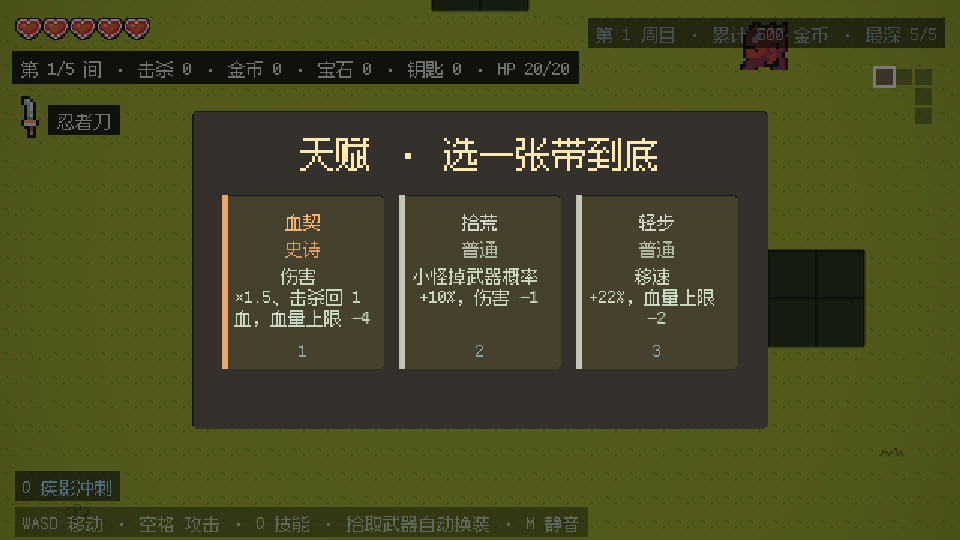 第 1 周目 · 累计 500 金币 · 最深 5/5
第 1/5 间 · 击杀 0 · 金币 0 · 宝石 0 · 钥匙 0 · HP 20/20
忍者刀
天赋 · 选一张带到底
血契
史诗
伤害
×1.5、击杀回 1
血，血量上限 -4
1
拾荒
普通
小怪掉武器概率
+10%，伤害 -1
2
轻步
普通
移速
+22%，血量上限
-2
3
Q 疾影冲刺
WASD 移动 · 空格 攻击 · Q 技能 · 拾取武器自动换装 · M 静音